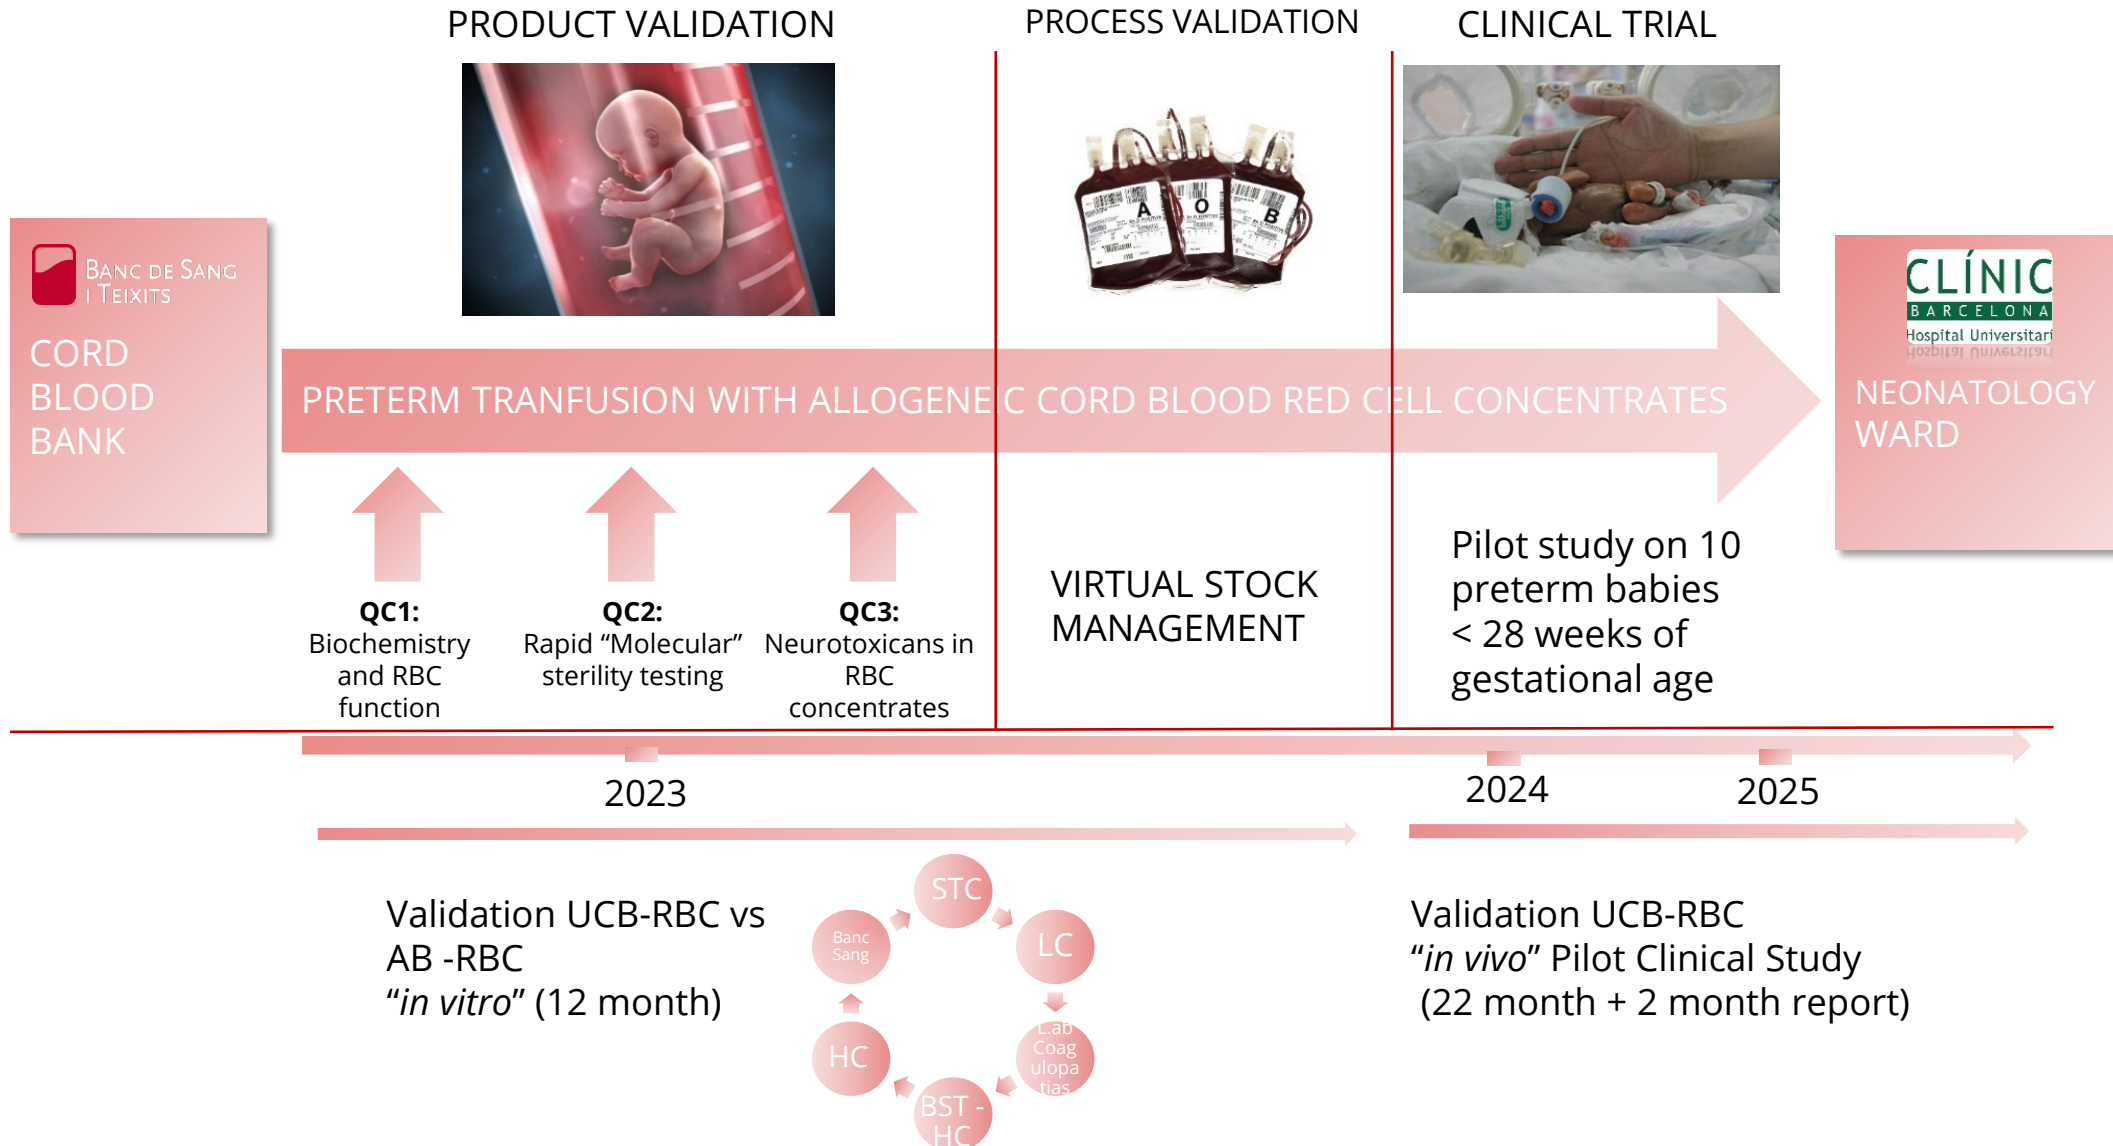 PRODUCT VALIDATION
PROCESS VALIDATION
CLINICAL TRIAL
BANC DE SANG
I TEIXITS
CORD
BLOOD
BANK
A
O
B
CLÍNIC
BARCELONA
Hospital Universitari
NEONATOLOGY
WARD
PRETERM TRANFUSION WITH ALLOGENEIC CORD BLOOD RED CELL CONCENTRATES
QC1:
Biochemistry
and RBC
function
QC2:
Rapid “Molecular”
sterility testing
QC3:
Neurotoxicans in
RBC
concentrates
VIRTUAL STOCK
MANAGEMENT
Pilot study on 10
preterm babies
< 28 weeks of
gestational age
2023
2024
2025
Validation UCB-RBC vs
AB -RBC
“in vitro” (12 month)
STC
LC
L.ab
Coag
ulopa
tias
BST -
HC
HC
Banc
Sang
Validation UCB-RBC
“in vivo” Pilot Clinical Study
(22 month + 2 month report)